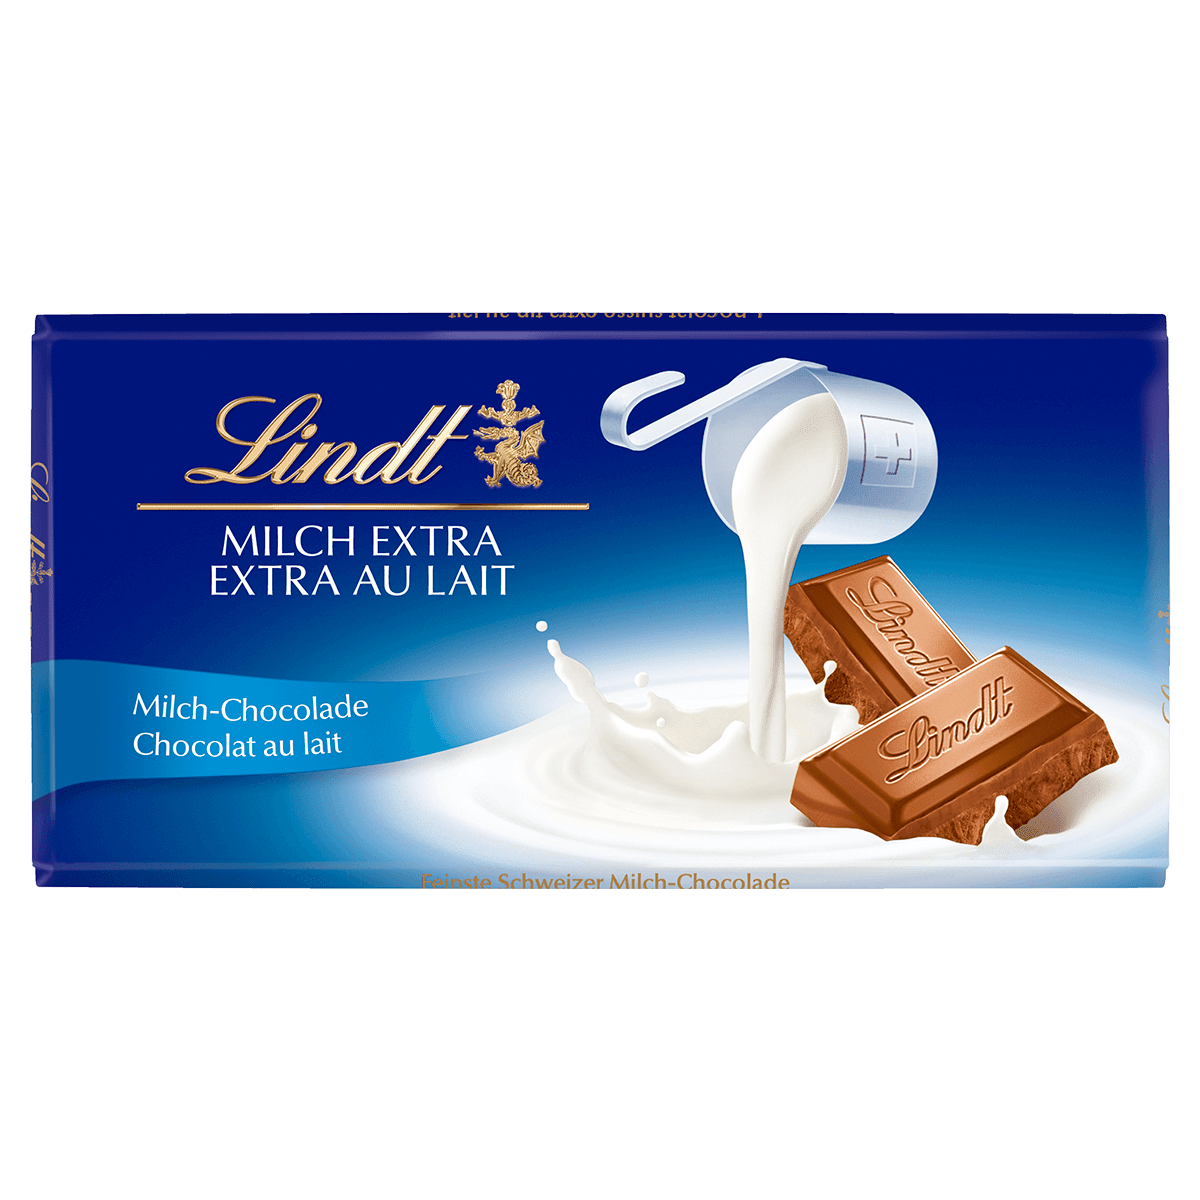 Lindt
MILCH EXTRA
EXTRA AU LAIT
Milch-Chocolade
Chocolat au lait
Lindt
Lindt
Feinste Schweizer Milch-Chocolade